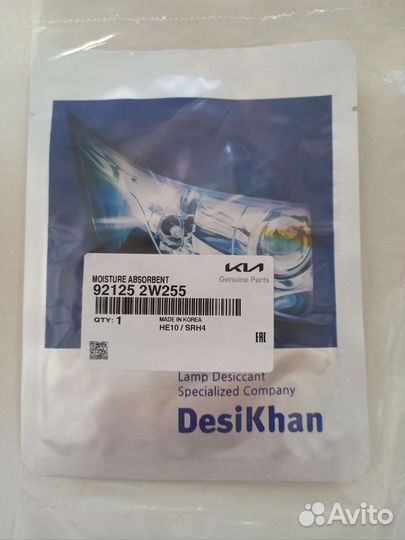 MOISTURE ABSORBENT
KIA
Genuine Parts
92125 2W255
QTY: 1
MADE IN KOREA
HE10 / SRH4
EAC
Lamp Desiccant
Specialized Company
DesiKhan
Avito